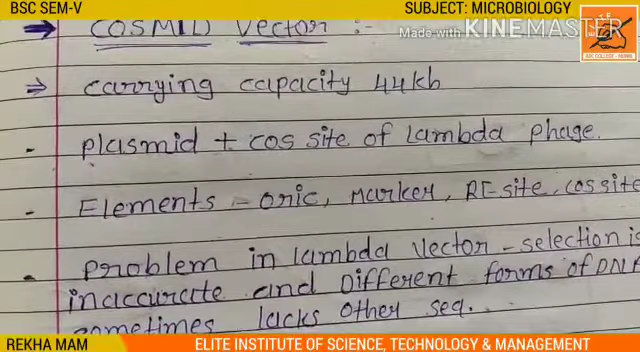 BSC SEM-V
SUBJECT: MICROBIOLOGY
Made with KINEMASTER
→ COSMID Vector :-
⇒ carrying capacity 44kb
- plasmid + cos site of lambda phage.
- Elements - oric, Marker, RE site, cos site
- problem in lambda vector - selection is
inaccurate and Different forms of DNA
sometimes lacks other seq.
REKHA MAM
ELITE INSTITUTE OF SCIENCE, TECHNOLOGY & MANAGEMENT